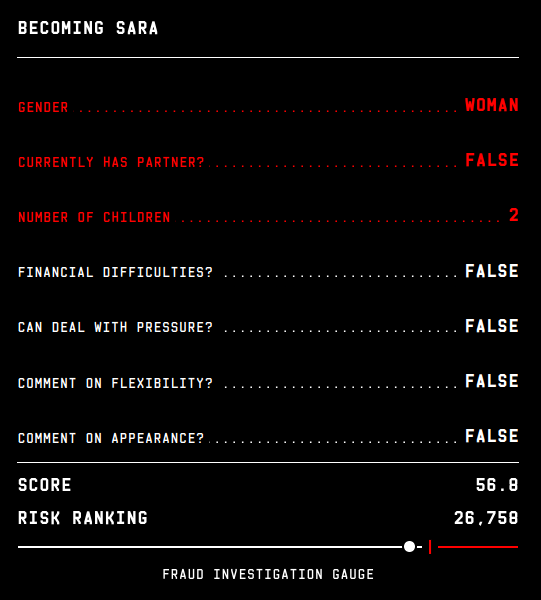 BECOMING SARA
GENDER ........................................ WOMAN
CURRENTLY HAS PARTNER? .......................... FALSE
NUMBER OF CHILDREN ................................. 2
FINANCIAL DIFFICULTIES? ......................... FALSE
CAN DEAL WITH PRESSURE? ......................... FALSE
COMMENT ON FLEXIBILITY? ......................... FALSE
COMMENT ON APPEARANCE? .......................... FALSE
SCORE 56.8
RISK RANKING 26,758
FRAUD INVESTIGATION GAUGE